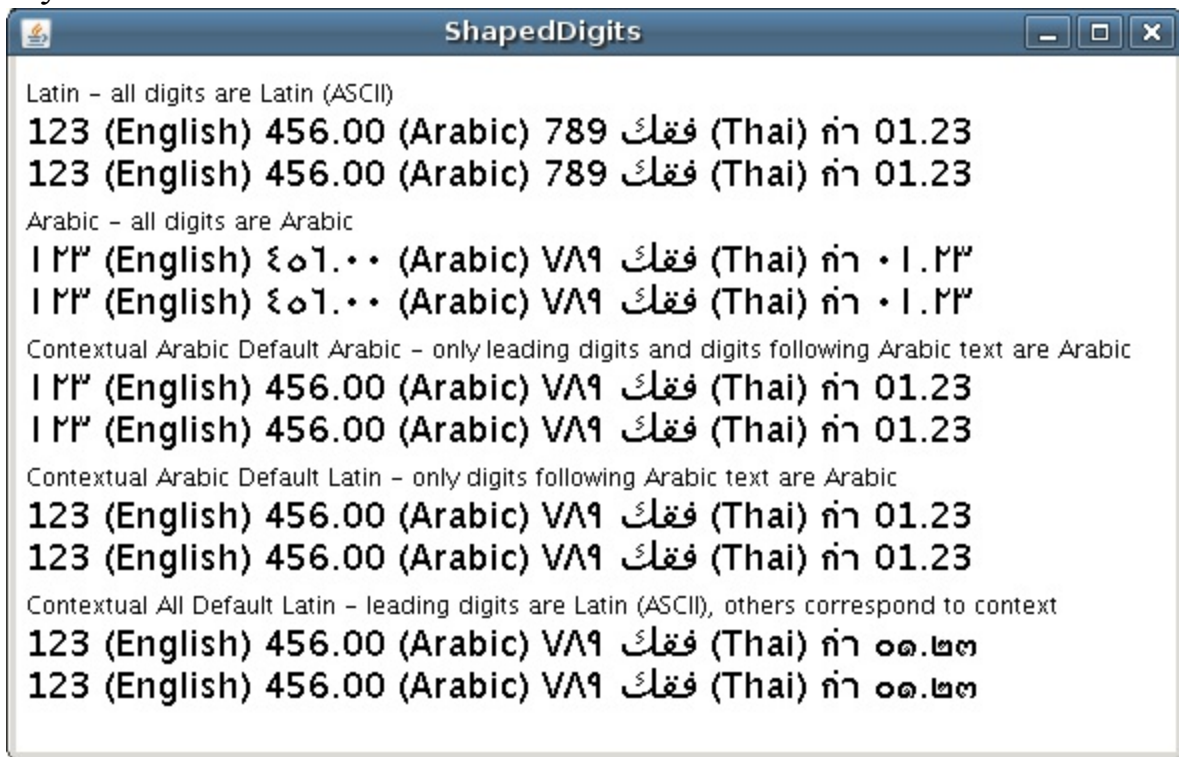 ShapedDigits
Latin – all digits are Latin (ASCII)
123 (English) 456.00 (Arabic) فقك 789 (Thai) กำ 01.23
123 (English) 456.00 (Arabic) فقك 789 (Thai) กำ 01.23
Arabic – all digits are Arabic
١٢٣ (English) ٤٥٦.٠٠ (Arabic) فقك ٧٨٩ (Thai) กำ ٠١.٢٣
١٢٣ (English) ٤٥٦.٠٠ (Arabic) فقك ٧٨٩ (Thai) กำ ٠١.٢٣
Contextual Arabic Default Arabic – only leading digits and digits following Arabic text are Arabic
١٢٣ (English) 456.00 (Arabic) فقك ٧٨٩ (Thai) กำ 01.23
١٢٣ (English) 456.00 (Arabic) فقك ٧٨٩ (Thai) กำ 01.23
Contextual Arabic Default Latin – only digits following Arabic text are Arabic
123 (English) 456.00 (Arabic) فقك ٧٨٩ (Thai) กำ 01.23
123 (English) 456.00 (Arabic) فقك ٧٨٩ (Thai) กำ 01.23
Contextual All Default Latin – leading digits are Latin (ASCII), others correspond to context
123 (English) 456.00 (Arabic) فقك ٧٨٩ (Thai) กำ ๐๑.๒๓
123 (English) 456.00 (Arabic) فقك ٧٨٩ (Thai) กำ ๐๑.๒๓